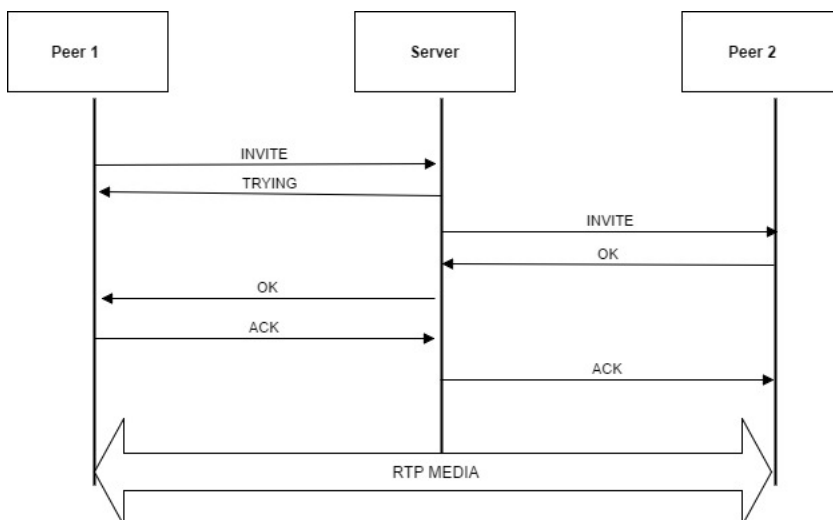 Peer 1
Server
Peer 2
INVITE
TRYING
INVITE
OK
OK
ACK
ACK
RTP MEDIA